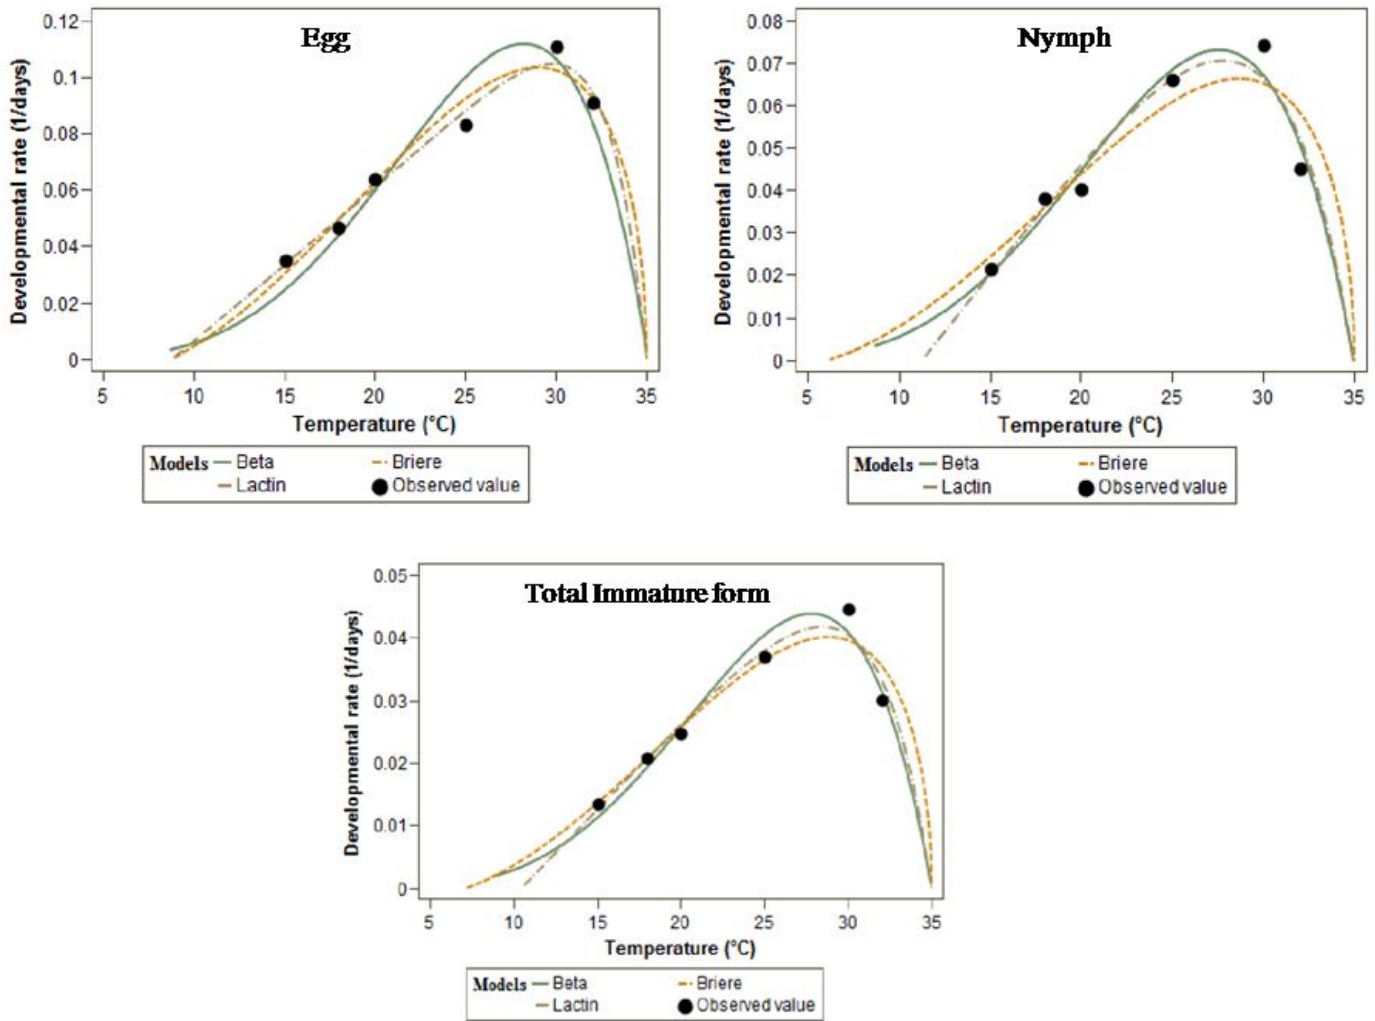 Egg
Developmental rate (1/days)
0.12
0.1
0.08
0.06
0.04
0.02
0
5 10 15 20 25 30 35
Temperature (°C)
Models Beta Briere
Lactin Observed value
Nymph
Developmental rate (1/days)
0.08
0.07
0.06
0.05
0.04
0.03
0.02
0.01
0
5 10 15 20 25 30 35
Temperature (°C)
Models Beta Briere
Lactin Observed value
Total Immature form
Developmental rate (1/days)
0.05
0.04
0.03
0.02
0.01
0
5 10 15 20 25 30 35
Temperature (°C)
Models Beta Briere
Lactin Observed value